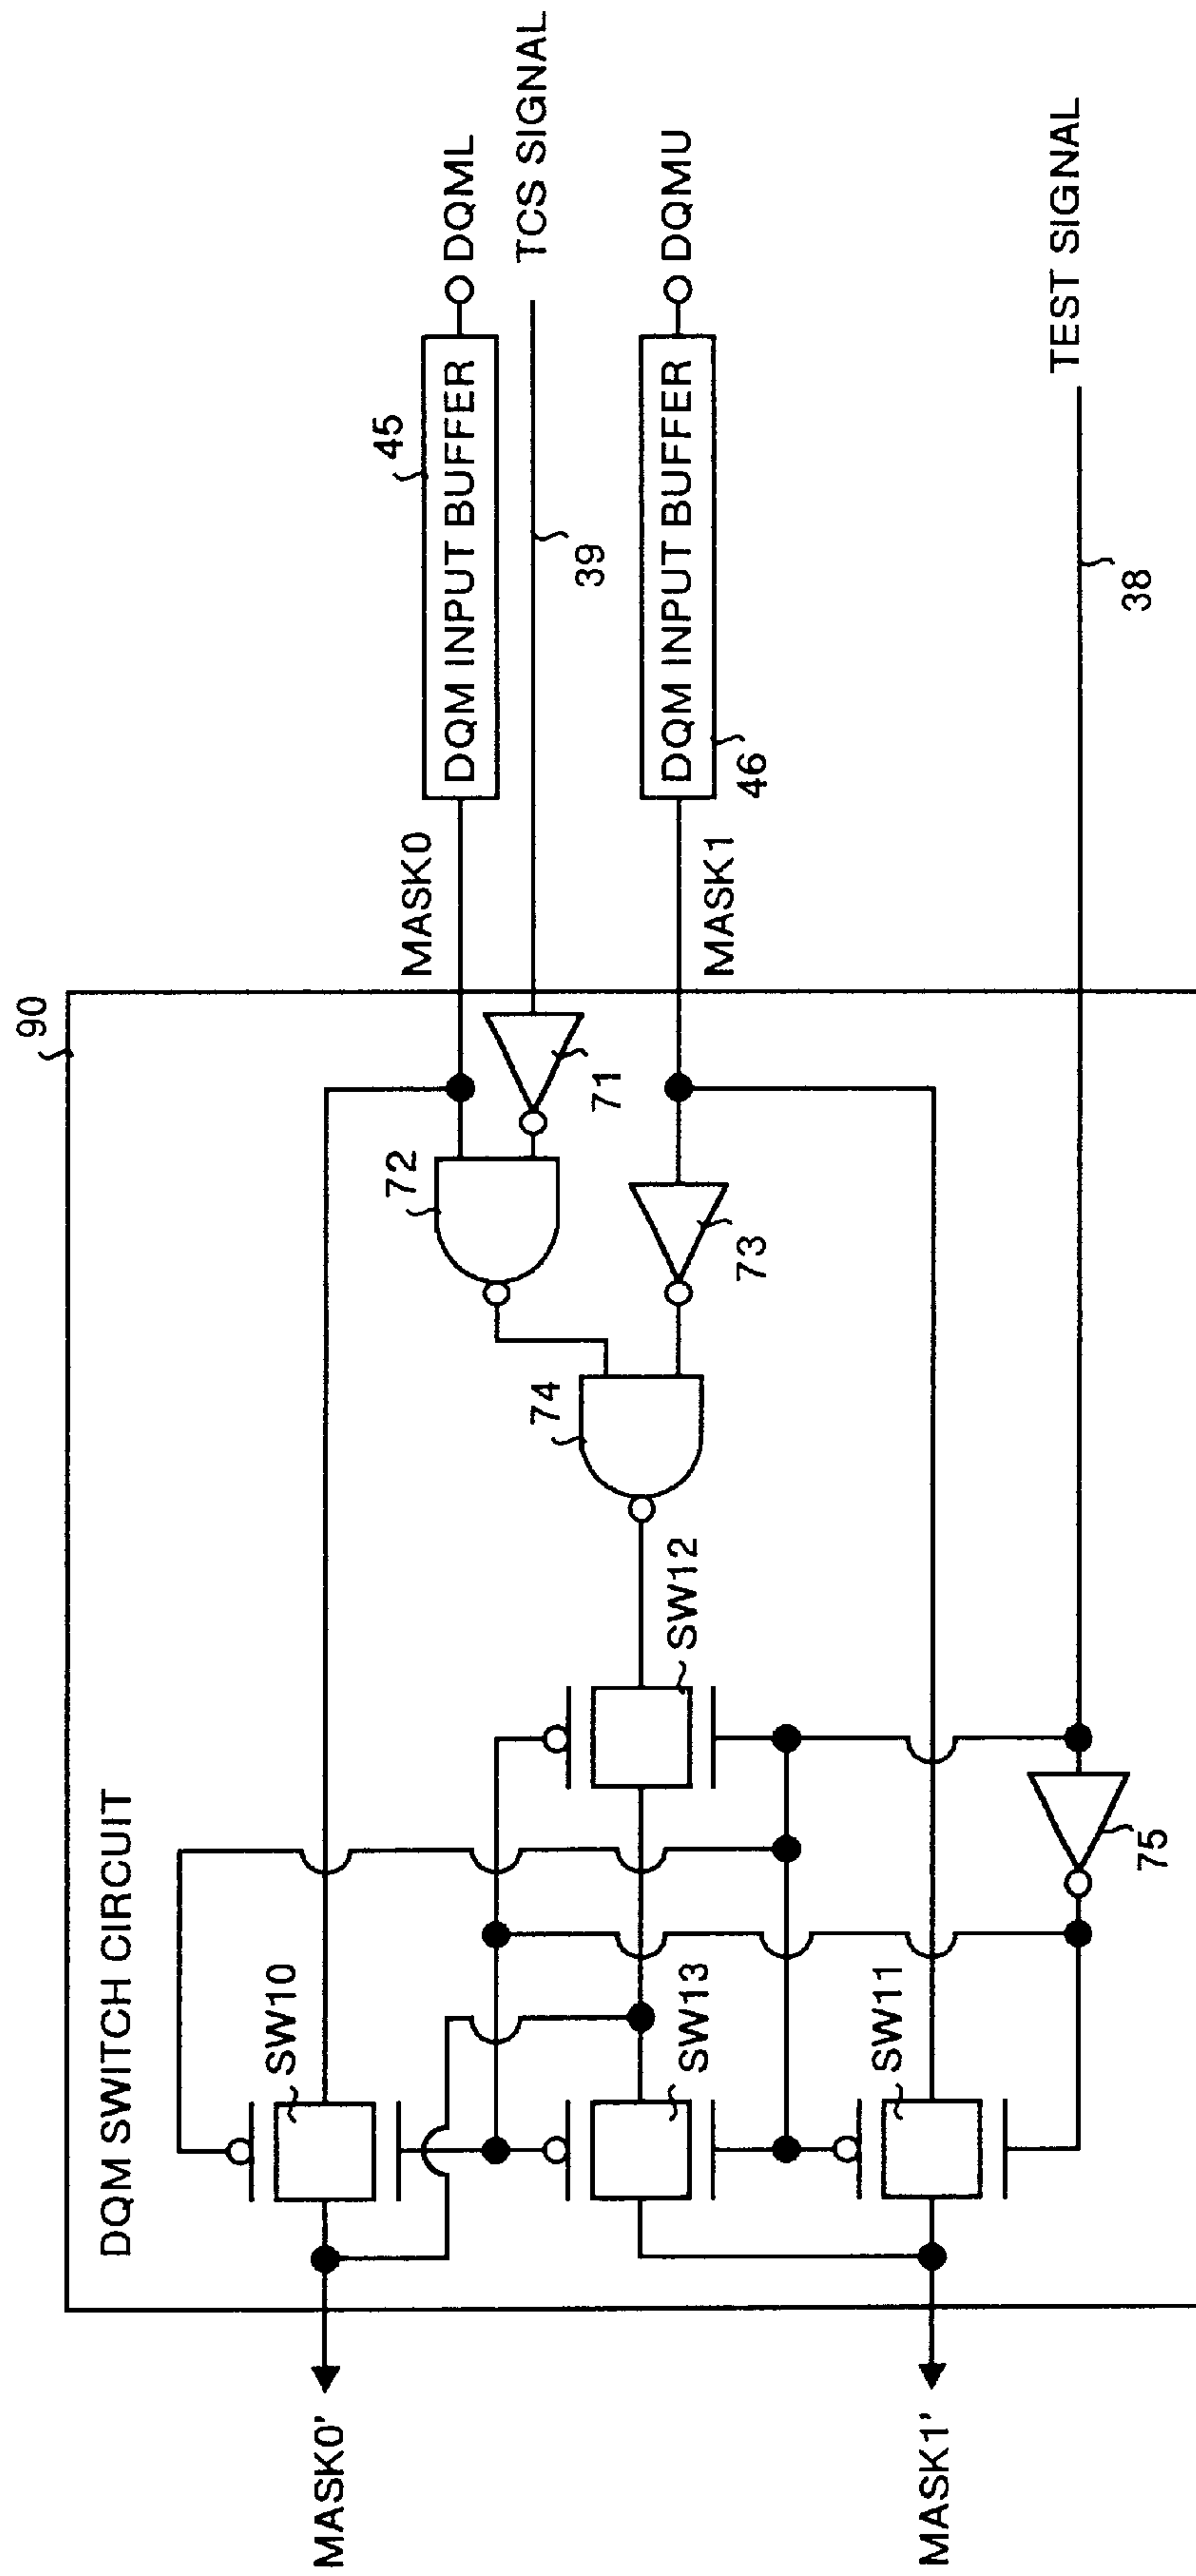 90
DQM SWITCH CIRCUIT
MASK0'
SW10
MASK0
45
DQM INPUT BUFFER
DQML
72
71
39
TCS SIGNAL
SW13
SW12
74
73
MASK1
46
DQM INPUT BUFFER
DQMU
MASK1'
SW11
75
38
TEST SIGNAL